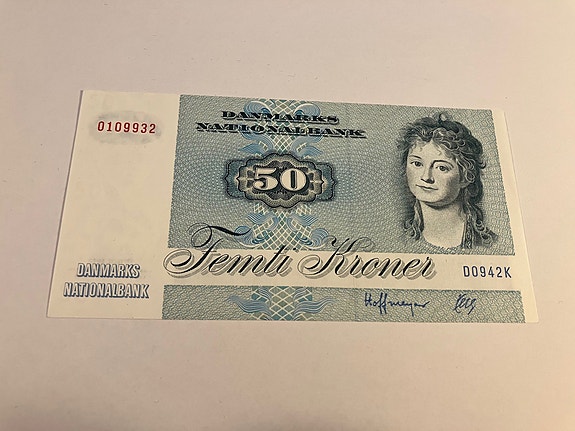 0109932
DANMARKS
NATIONALBANK
50
Femti Kroner
D0942K
DANMARKS
NATIONALBANK
Hoffmeyer